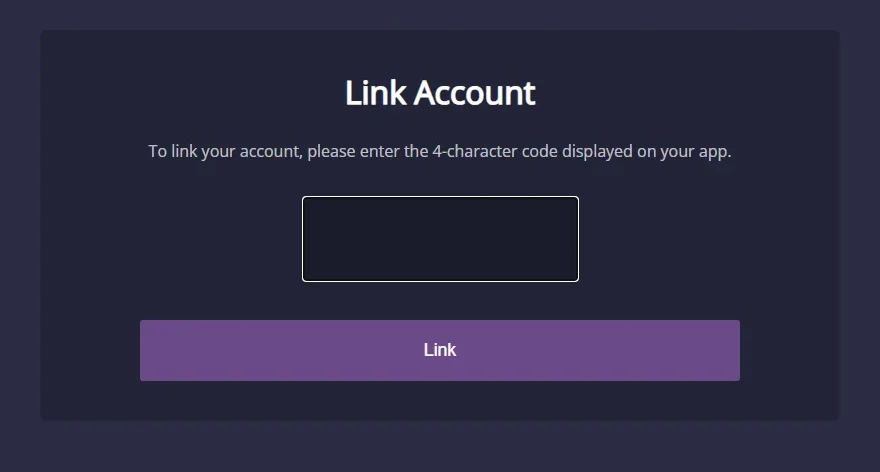 Link Account
To link your account, please enter the 4-character code displayed on your app.
Link